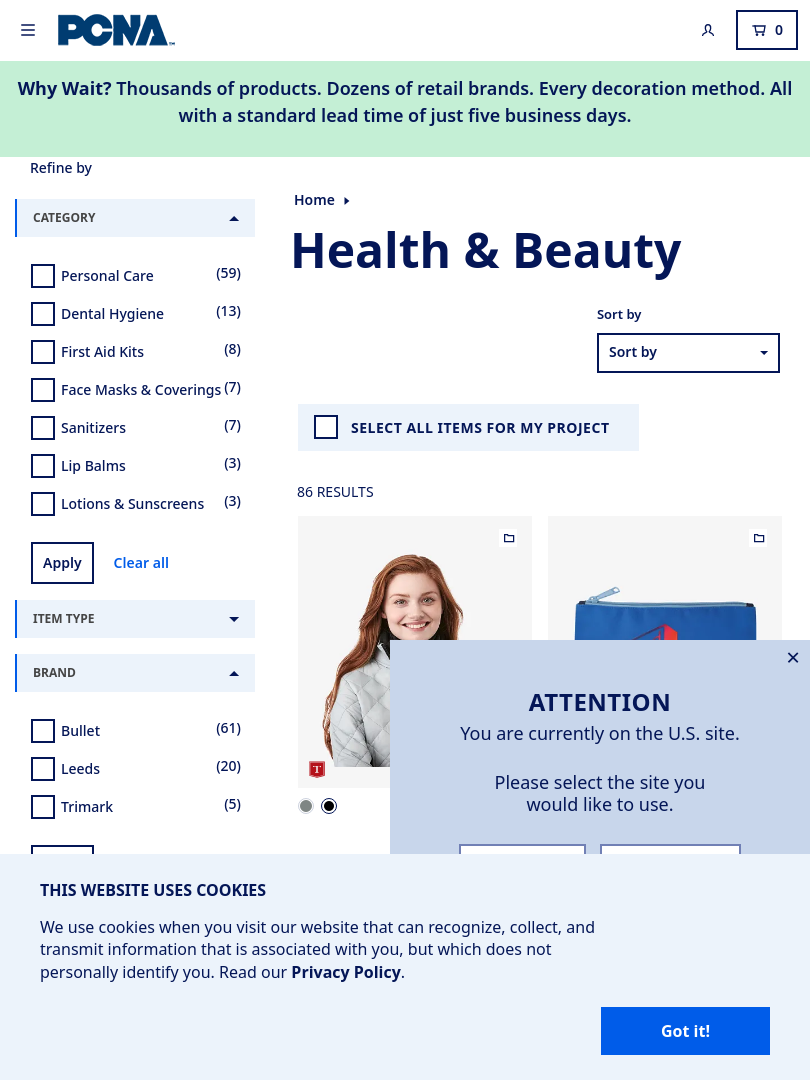 PCNA
0
Why Wait? Thousands of products. Dozens of retail brands. Every decoration method. All
with a standard lead time of just five business days.
Refine by
CATEGORY
Personal Care (59)
Dental Hygiene (13)
First Aid Kits (8)
Face Masks & Coverings (7)
Sanitizers (7)
Lip Balms (3)
Lotions & Sunscreens (3)
Apply Clear all
ITEM TYPE
BRAND
Bullet (61)
Leeds (20)
Trimark (5)
Home
Health & Beauty
Sort by
Sort by
SELECT ALL ITEMS FOR MY PROJECT
86 RESULTS
T
ATTENTION
You are currently on the U.S. site.
Please select the site you
would like to use.
THIS WEBSITE USES COOKIES
We use cookies when you visit our website that can recognize, collect, and
transmit information that is associated with you, but which does not
personally identify you. Read our Privacy Policy.
Got it!